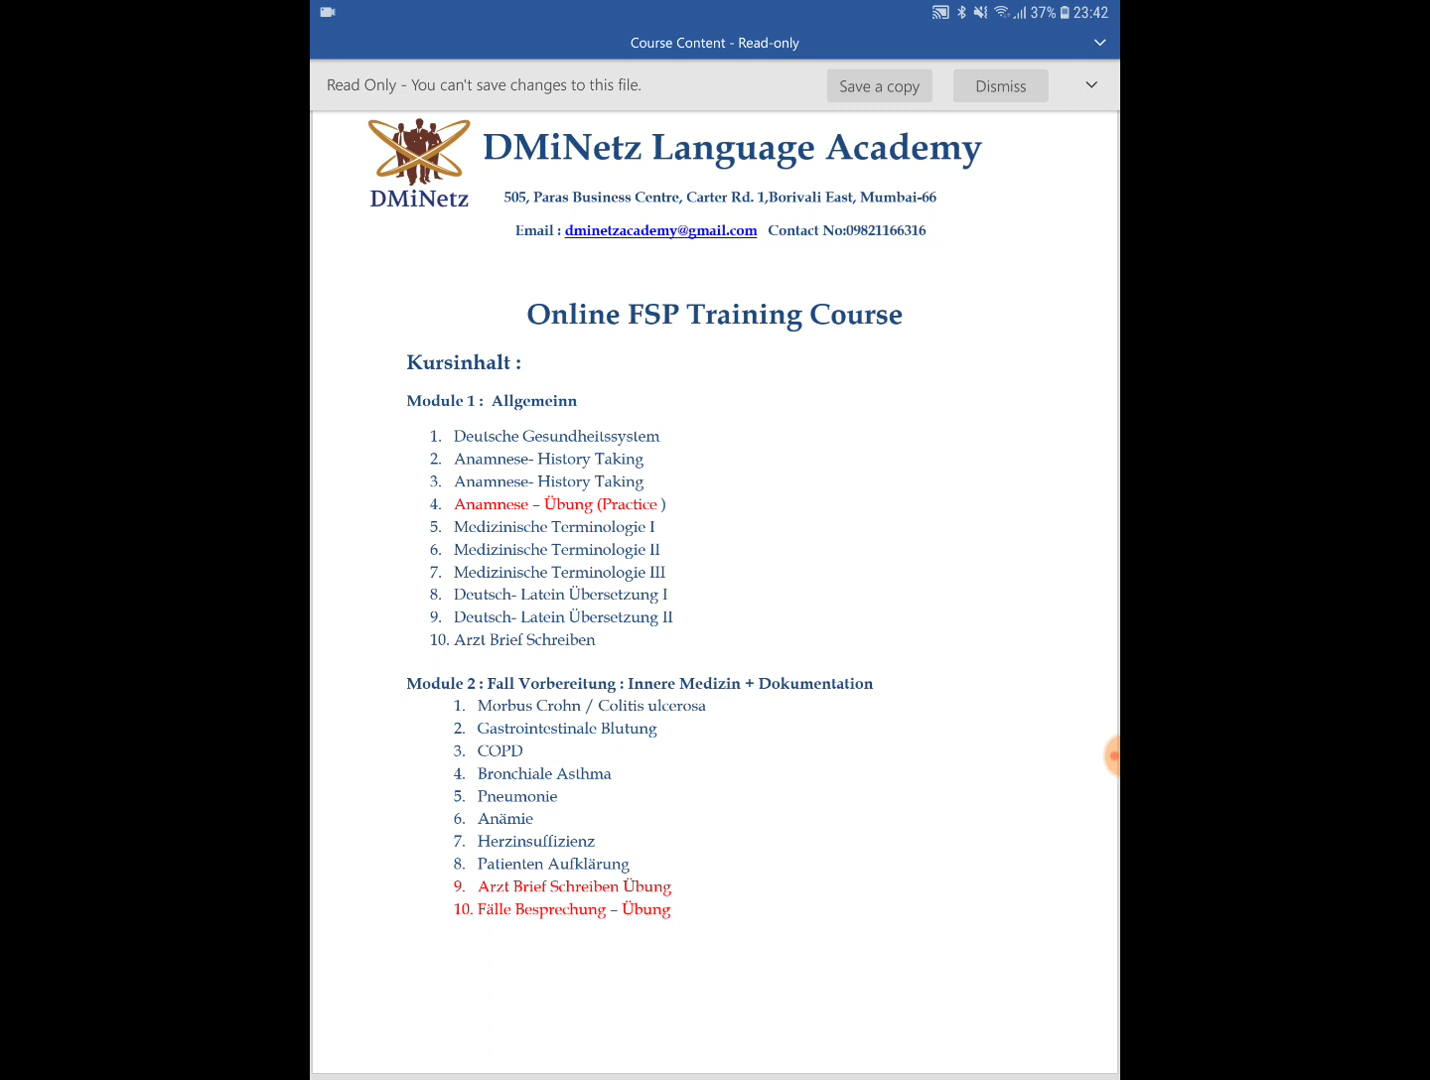 37% 23:42
Course Content - Read-only
Read Only - You can't save changes to this file.
Save a copy
Dismiss
DMiNetz
DMiNetz Language Academy
505, Paras Business Centre, Carter Rd. 1,Borivali East, Mumbai-66
Email : dminetzacademy@gmail.com Contact No:09821166316
Online FSP Training Course
Kursinhalt :
Module 1 : Allgemeinn
1. Deutsche Gesundheitssystem
2. Anamnese- History Taking
3. Anamnese- History Taking
4. Anamnese – Übung (Practice )
5. Medizinische Terminologie I
6. Medizinische Terminologie II
7. Medizinische Terminologie III
8. Deutsch- Latein Übersetzung I
9. Deutsch- Latein Übersetzung II
10. Arzt Brief Schreiben
Module 2 : Fall Vorbereitung : Innere Medizin + Dokumentation
1. Morbus Crohn / Colitis ulcerosa
2. Gastrointestinale Blutung
3. COPD
4. Bronchiale Asthma
5. Pneumonie
6. Anämie
7. Herzinsuffizienz
8. Patienten Aufklärung
9. Arzt Brief Schreiben Übung
10. Fälle Besprechung – Übung